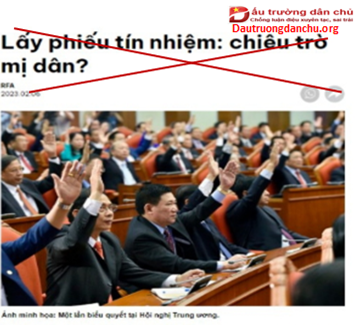 Đấu trường dân chủ
Chống luận điệu xuyên tạc, sai trái
Dautruongdanchu.org
Lấy phiếu tín nhiệm: chiêu trò
mị dân?
RFA
2023.02.06
Ảnh minh họa: Một lần biểu quyết tại Hội nghị Trung ương.